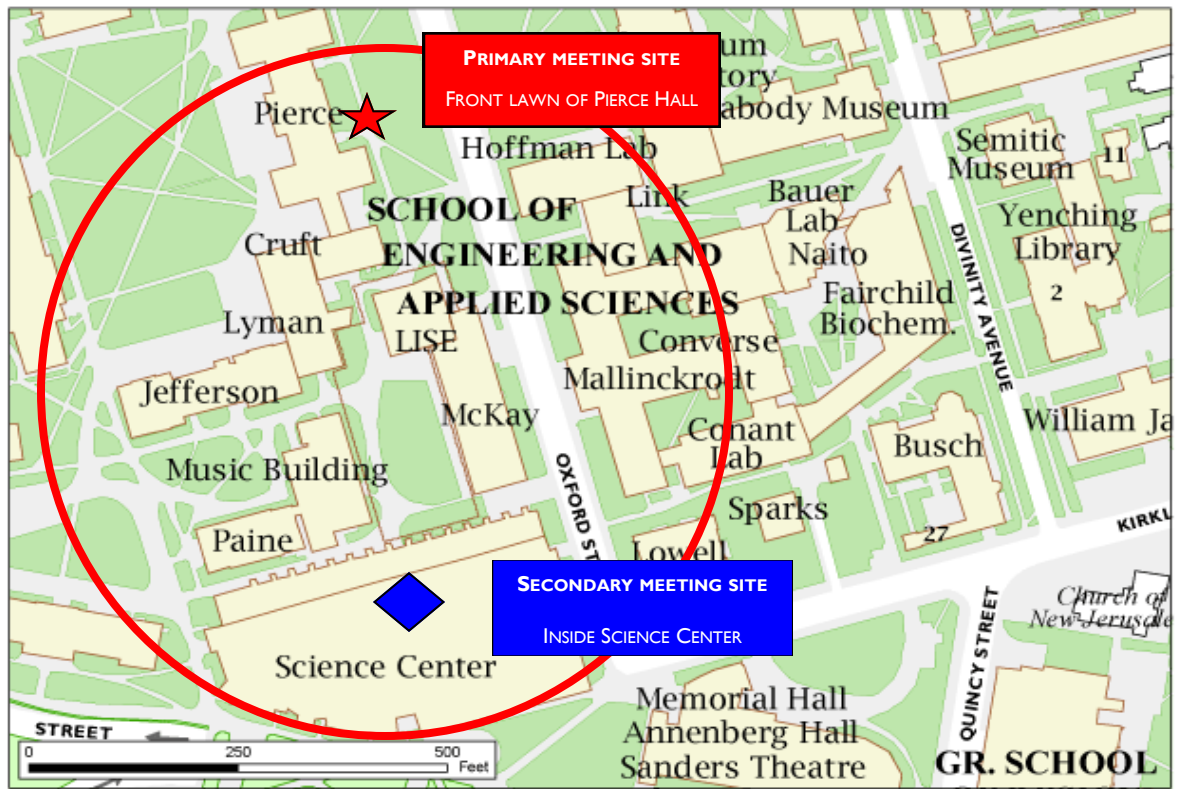 PRIMARY MEETING SITE
FRONT LAWN OF PIERCE HALL
um
tory
abody Museum
Pierce
Hoffman Lab
Semitic
Museum
11
Link
Bauer
Lab
Naito
SCHOOL OF
ENGINEERING AND
APPLIED SCIENCES
Yenching
Library
2
DIVINITY AVENUE
Cruft
Fairchild
Biochem.
Lyman
LISE
Converse
Mallinckrodt
Jefferson
McKay
Conant
Lab
William Ja
Busch
Music Building
OXFORD ST
Sparks
27
KIRKL
Paine
Lowell
SECONDARY MEETING SITE
INSIDE SCIENCE CENTER
Church of
New Jerusale
QUINCY STREET
Science Center
Memorial Hall
Annenberg Hall
Sanders Theatre
STREET
0 250 500
Feet
GR. SCHOOL